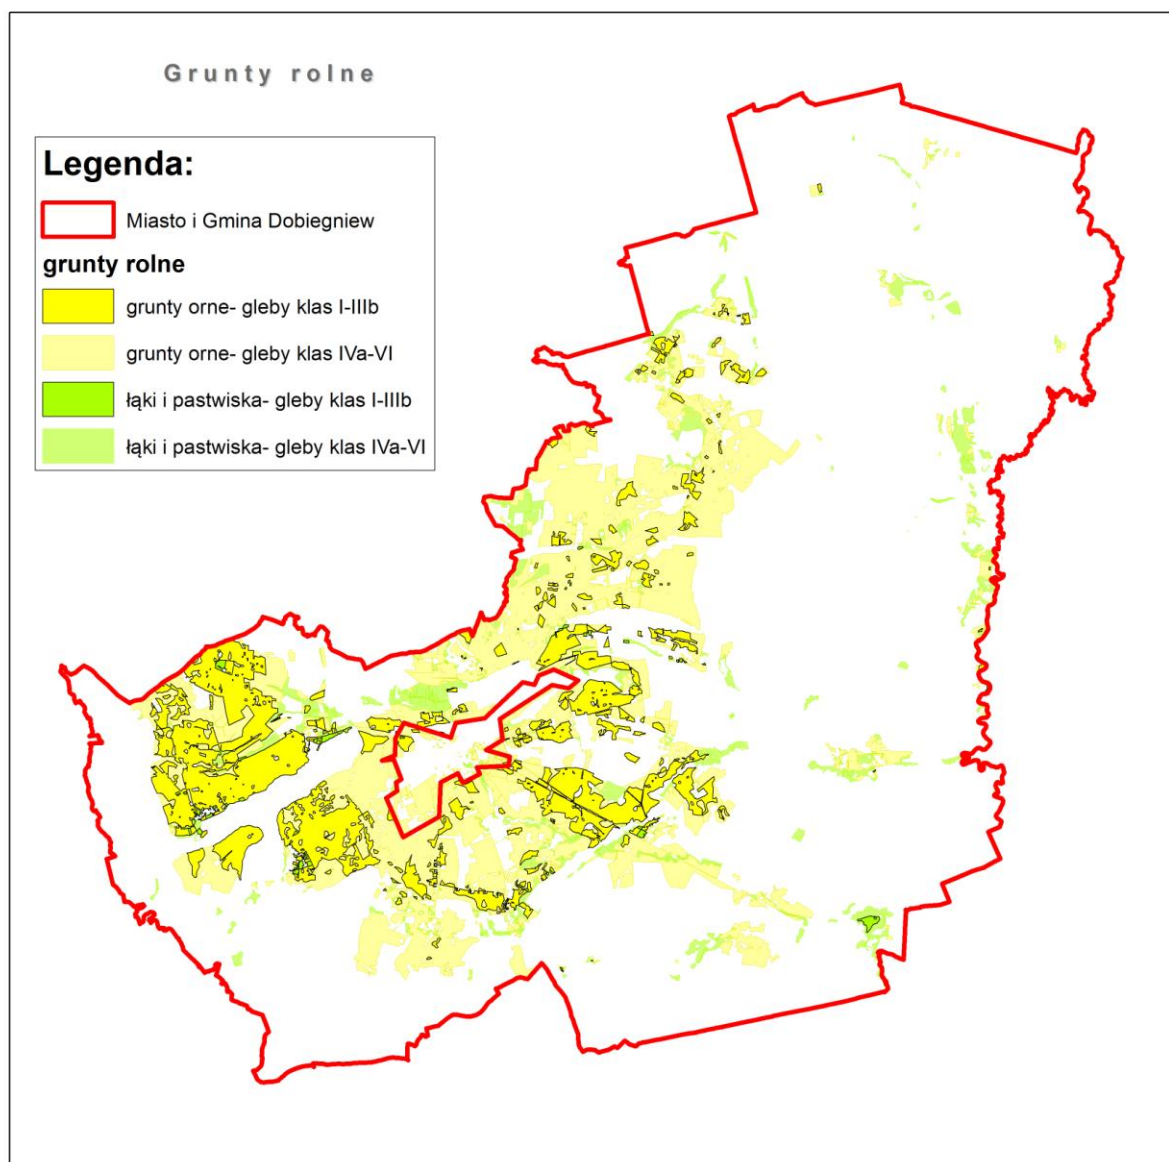 Grunty rolne
Legenda:
Miasto i Gmina Dobiegniew
grunty rolne
grunty orne- gleby klas I-IIIb
grunty orne- gleby klas IVa-VI
łąki i pastwiska- gleby klas I-IIIb
łąki i pastwiska- gleby klas IVa-VI